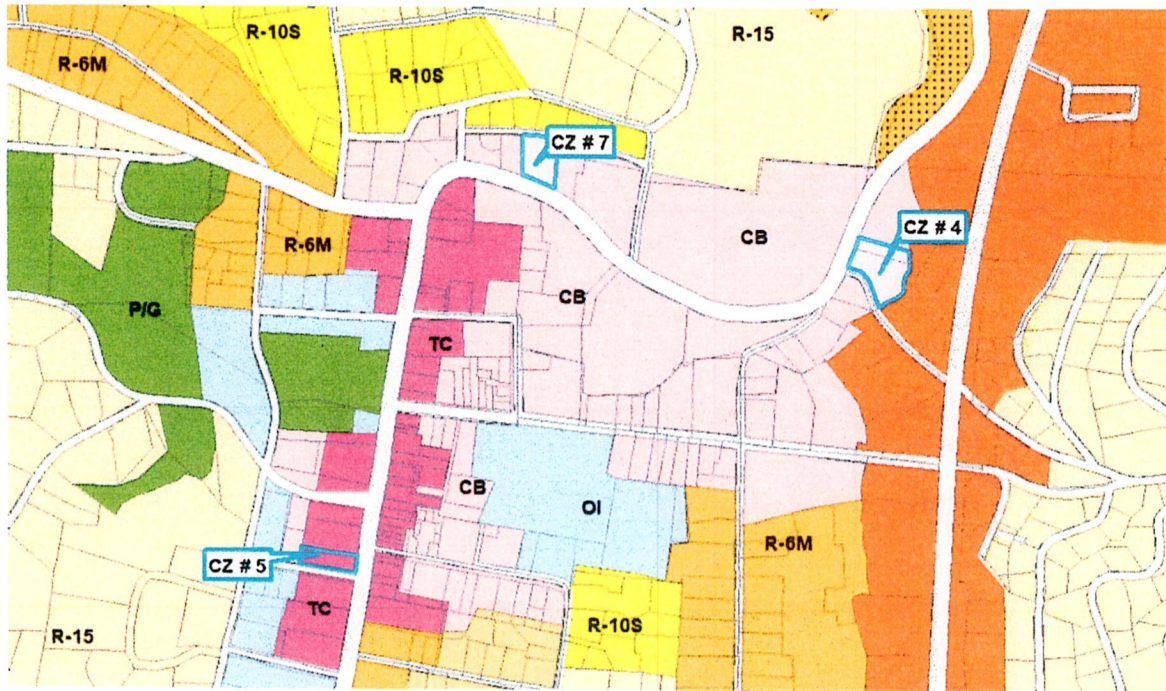 R-10S
R-15
R-6M
R-10S
CZ # 7
CZ # 4
CB
R-6M
P/G
CB
TC
CB
OI
R-6M
CZ # 5
TC
R-10S
R-15